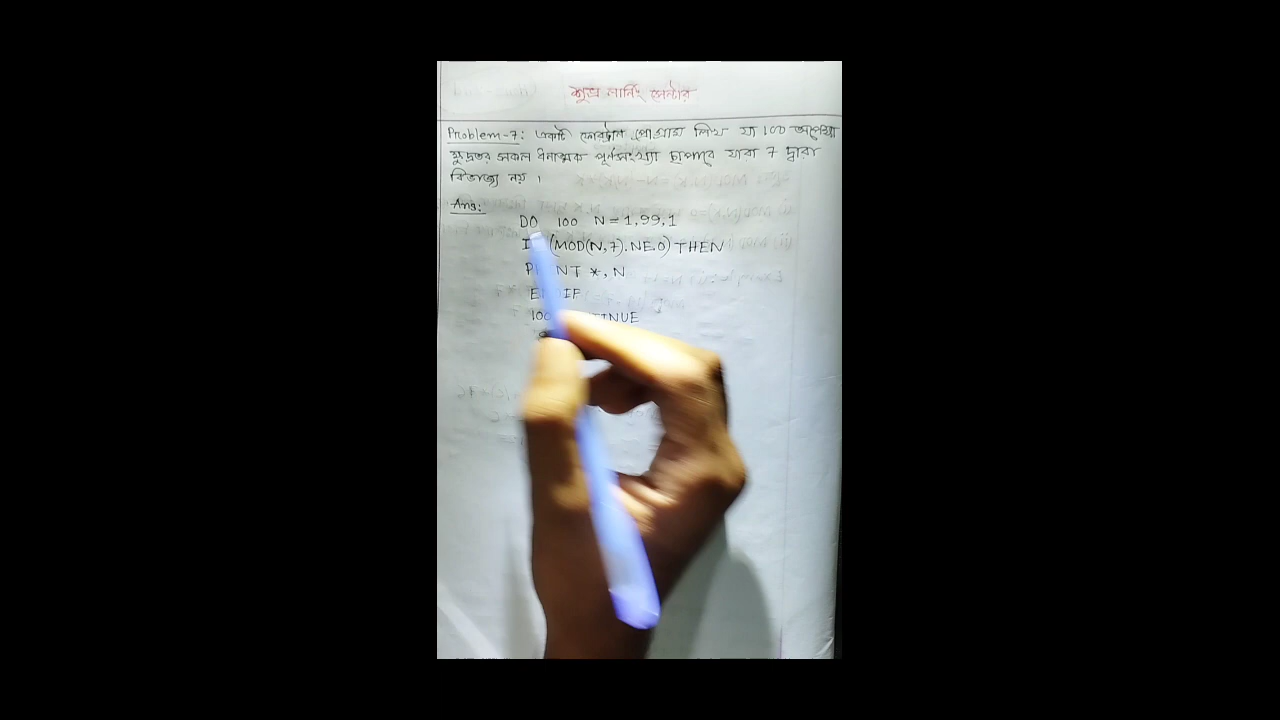 শুভ লার্নিং সেন্টার
Problem-7: একটি ফোরট্রান প্রোগ্রাম লিখ যা 100 অপেক্ষা
ক্ষুদ্রতর সকল ধনাত্মক পূর্ণসংখ্যা ছাপাবে যারা 7 দ্বারা
বিভাজ্য নয় ।
Ans:
DO 100 N = 1,99,1
(MOD(N,7).NE.0) THEN
*, N
IF
100